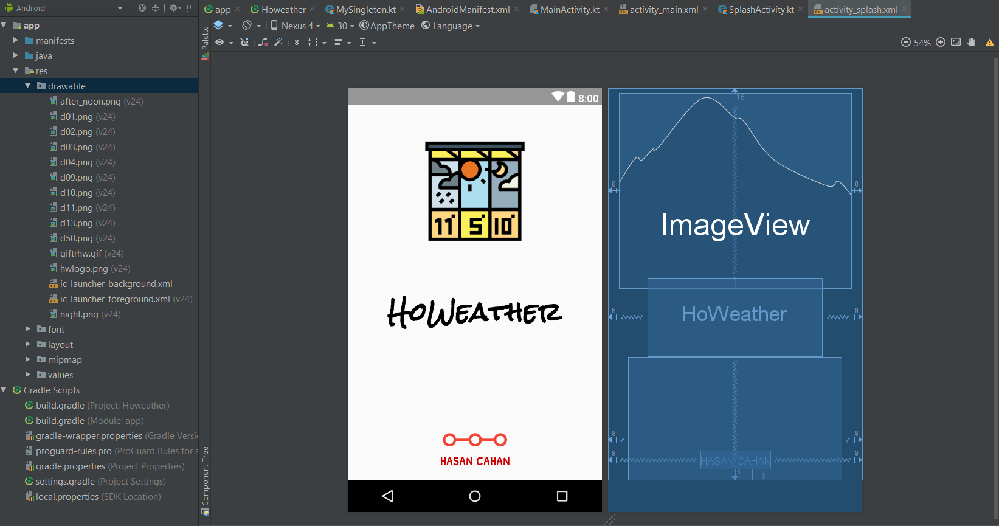 Android
app
manifests
java
res
drawable
after_noon.png (v24)
d01.png (v24)
d02.png (v24)
d03.png (v24)
d04.png (v24)
d09.png (v24)
d10.png (v24)
d11.png (v24)
d13.png (v24)
d50.png (v24)
giftrhw.gif (v24)
hwlogo.png (v24)
ic_launcher_background.xml
ic_launcher_foreground.xml (v24)
night.png (v24)
font
layout
mipmap
values
Gradle Scripts
build.gradle (Project: Howeather)
build.gradle (Module: app)
gradle-wrapper.properties (Gradle Versio
proguard-rules.pro (ProGuard Rules for a
gradle.properties (Project Properties)
settings.gradle (Project Settings)
local.properties (SDK Location)
Palette
Component Tree
app Howeather MySingleton.kt AndroidManifest.xml MainActivity.kt activity_main.xml SplashActivity.kt activity_splash.xml
Nexus 4 30 AppTheme Language
8 54%
8:00
11° 5° 10°
HoWeather
HASAN CAHAN
16
8 8
ImageView
8 8
HoWeather
8 8
8 8
HASAN CAHAN
3 16